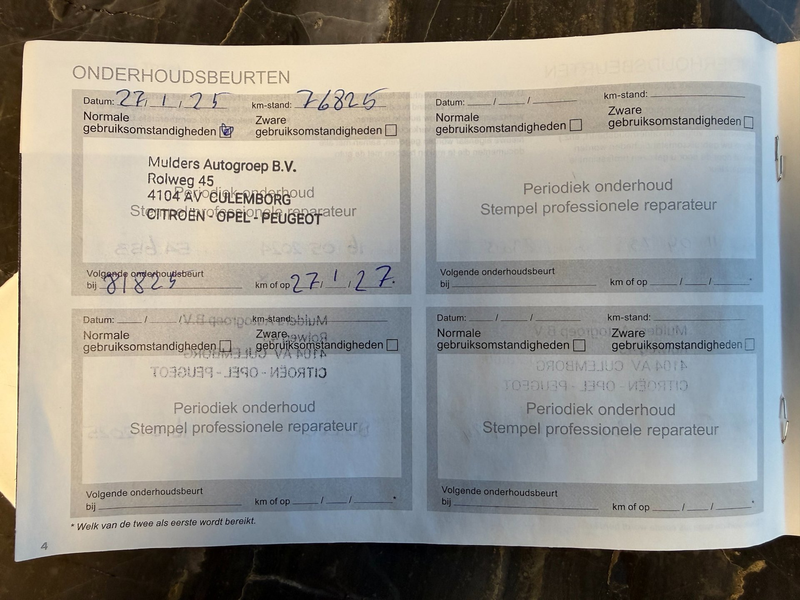 ONDERHOUDSBEURTEN
Datum: 27, 1, 25 km-stand: 76825
Normale gebruiksomstandigheden Zware gebruiksomstandigheden
Mulders Autogroep B.V.
Rolweg 45
4104 AV CULEMBORG
CITROËN - OPEL - PEUGEOT
Periodiek onderhoud
Stempel professionele reparateur
Volgende onderhoudsbeurt
bij 81825 km of op 27, 1, 27.
Datum: / / km-stand:
Normale gebruiksomstandigheden Zware gebruiksomstandigheden
Periodiek onderhoud
Stempel professionele reparateur
Volgende onderhoudsbeurt
bij km of op / / *
Datum: / / km-stand:
Normale gebruiksomstandigheden Zware gebruiksomstandigheden
Periodiek onderhoud
Stempel professionele reparateur
Volgende onderhoudsbeurt
bij km of op / / *
Datum: / / km-stand:
Normale gebruiksomstandigheden Zware gebruiksomstandigheden
Periodiek onderhoud
Stempel professionele reparateur
Volgende onderhoudsbeurt
bij km of op / / *
* Welk van de twee als eerste wordt bereikt.
4